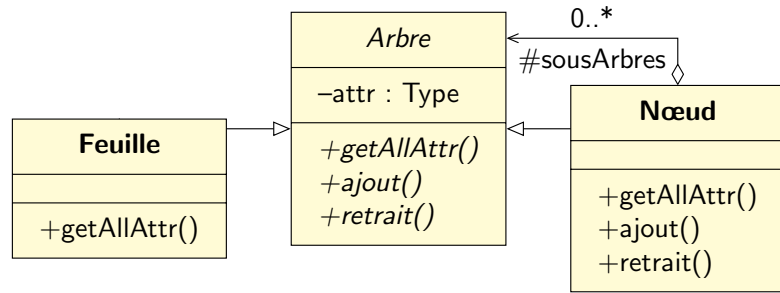 Arbre
–attr : Type
+getAllAttr()
+ajout()
+retrait()
0..*
#sousArbres
Feuille
+getAllAttr()
Nœud
+getAllAttr()
+ajout()
+retrait()